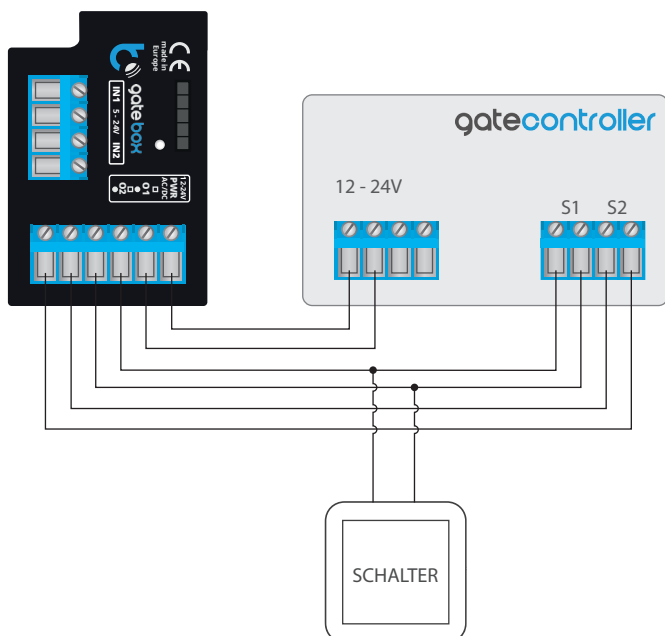 made in
Europe
CE
gatebox
IN1 5 - 24V IN2
12-24V
AC/DC
PWR
O1
O2
gatecontroller
12 - 24V
S1 S2
SCHALTER